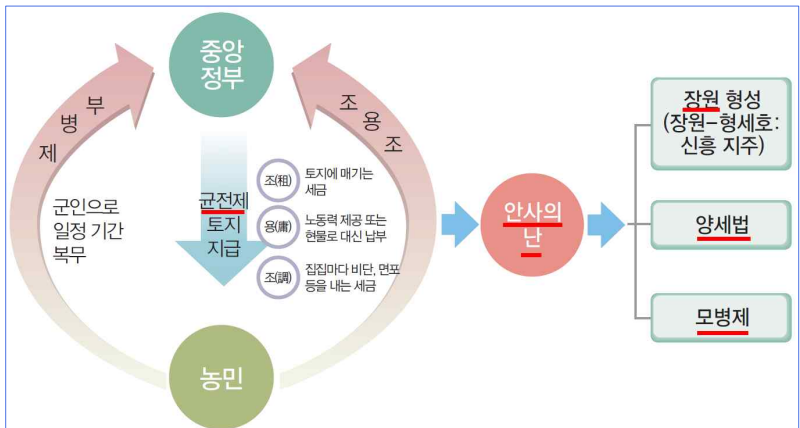 중앙
정부
부병제
조용조
군인으로
일정 기간
복무
균전제
토지
지급
조(租)
토지에 매기는
세금
용(庸)
노동력 제공 또는
현물로 대신 납부
조(調)
집집마다 비단, 면포
등을 내는 세금
농민
안사의
난
장원 형성
(장원-형세호:
신흥 지주)
양세법
모병제